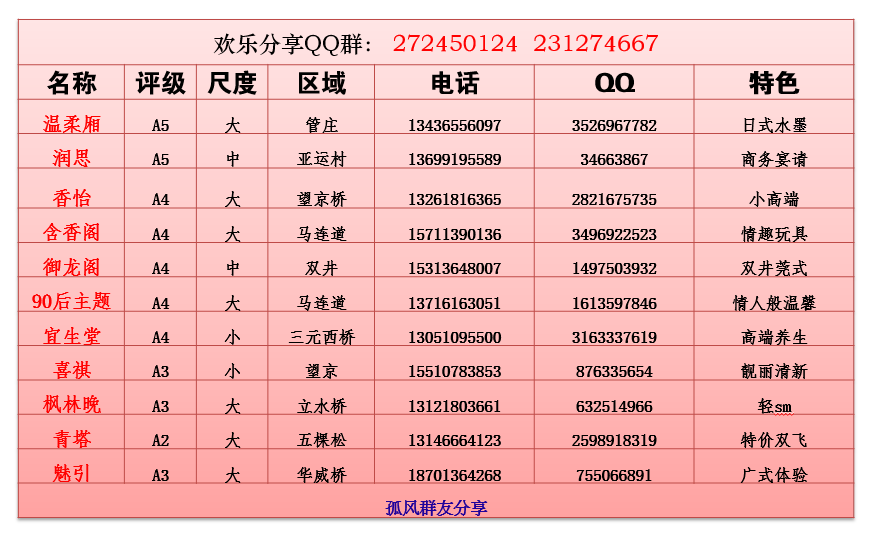 欢乐分享QQ群： 272450124 231274667
名称 评级 尺度 区域 电话 QQ 特色
温柔厢 A5 大 管庄 13436556097 3526967782 日式水墨
润思 A5 中 亚运村 13699195589 34663867 商务宴请
香怡 A4 大 望京桥 13261816365 2821675735 小高端
含香阁 A4 大 马连道 15711390136 3496922523 情趣玩具
御龙阁 A4 中 双井 15313648007 1497503932 双井莞式
90后主题 A4 大 马连道 13716163051 1613597846 情人般温馨
宜生堂 A4 小 三元西桥 13051095500 3163337619 高端养生
喜祺 A3 小 望京 15510783853 876335654 靓丽清新
枫林晚 A3 大 立水桥 13121803661 632514966 轻sm
青塔 A2 大 五棵松 13146664123 2598918319 特价双飞
魅引 A3 大 华威桥 18701364268 755066891 广式体验
孤风群友分享